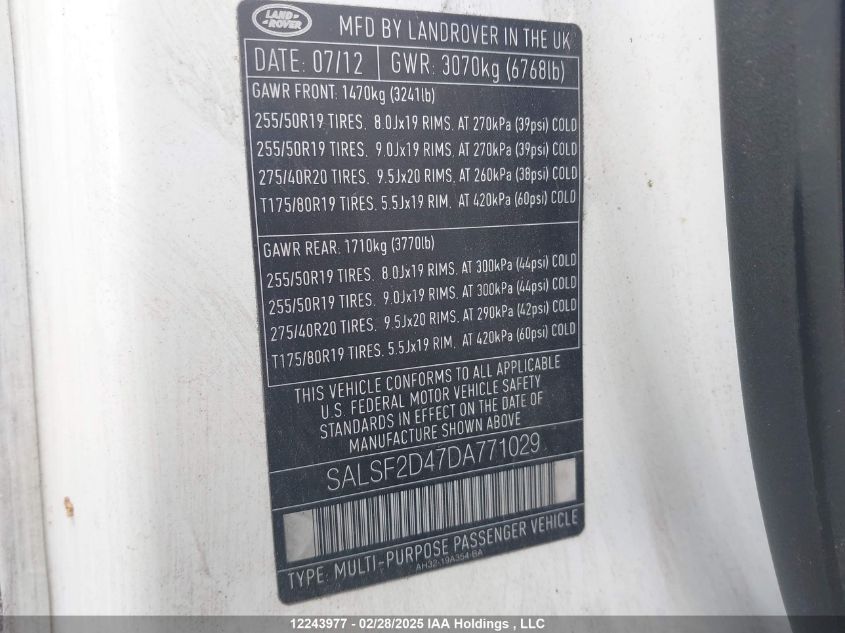 LAND
ROVER
MFD BY LANDROVER IN THE UK
DATE: 07/12 GWR: 3070kg (6768lb)
GAWR FRONT: 1470kg (3241lb)
255/50R19 TIRES. 8.0Jx19 RIMS. AT 270kPa (39psi) COLD
255/50R19 TIRES. 9.0Jx19 RIMS. AT 270kPa (39psi) COLD
275/40R20 TIRES. 9.5Jx20 RIMS. AT 260kPa (38psi) COLD
T175/80R19 TIRES. 5.5Jx19 RIM. AT 420kPa (60psi) COLD
GAWR REAR: 1710kg (3770lb)
255/50R19 TIRES. 8.0Jx19 RIMS. AT 300kPa (44psi) COLD
255/50R19 TIRES. 9.0Jx19 RIMS. AT 300kPa (44psi) COLD
275/40R20 TIRES. 9.5Jx20 RIMS. AT 290kPa (42psi) COLD
T175/80R19 TIRES. 5.5Jx19 RIM. AT 420kPa (60psi) COLD
THIS VEHICLE CONFORMS TO ALL APPLICABLE
U.S. FEDERAL MOTOR VEHICLE SAFETY
STANDARDS IN EFFECT ON THE DATE OF
MANUFACTURE SHOWN ABOVE
SALSF2D47DA771029
TYPE: MULTI-PURPOSE PASSENGER VEHICLE
AH32-19A354-BA
12243977 - 02/28/2025 IAA Holdings , LLC